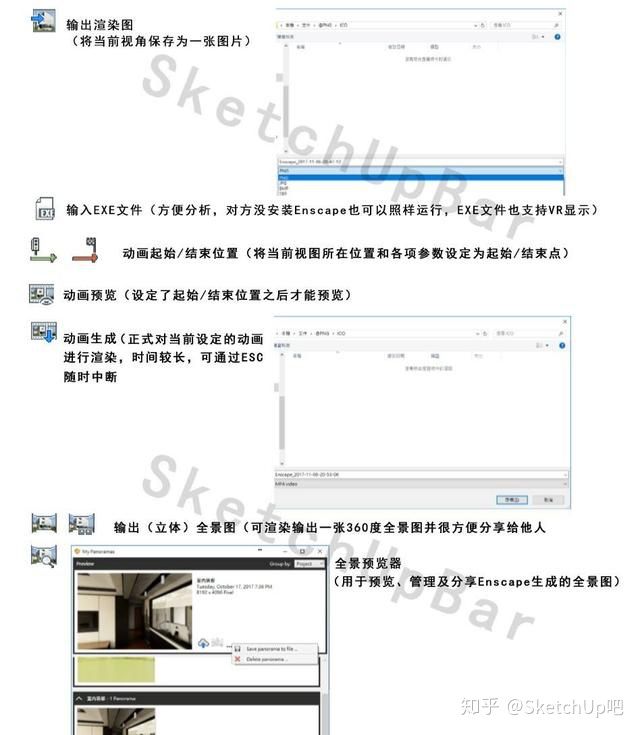 输出渲染图
(将当前视角保存为一张图片)
Enscape_2017-11-08-20-52-12
PNG
输入EXE文件（方便分析，对方没安装Enscape也可以照样运行，EXE文件也支持VR显示）
EXE
动画起始/结束位置（将当前视图所在位置和各项参数设定为起始/结束点）
动画预览（设定了起始/结束位置之后才能预览）
动画生成（正式对当前设定的动画
进行渲染，时间较长，可通过ESC
随时中断
MP4 video
输出（立体）全景图（可渲染输出一张360度全景图并很方便分享给他人
My Panoramas
Preview
Group by: Project
室内装修
Tuesday, October 17, 2017 7:26 PM
8192 x 4096 Pixel
Save panorama to file ...
Delete panorama ...
室内装修 - 1 Panorama
全景预览器
（用于预览、管理及分享Enscape生成的全景图）
SketchUpBar
SketchUpBar
知乎 @SketchUp吧